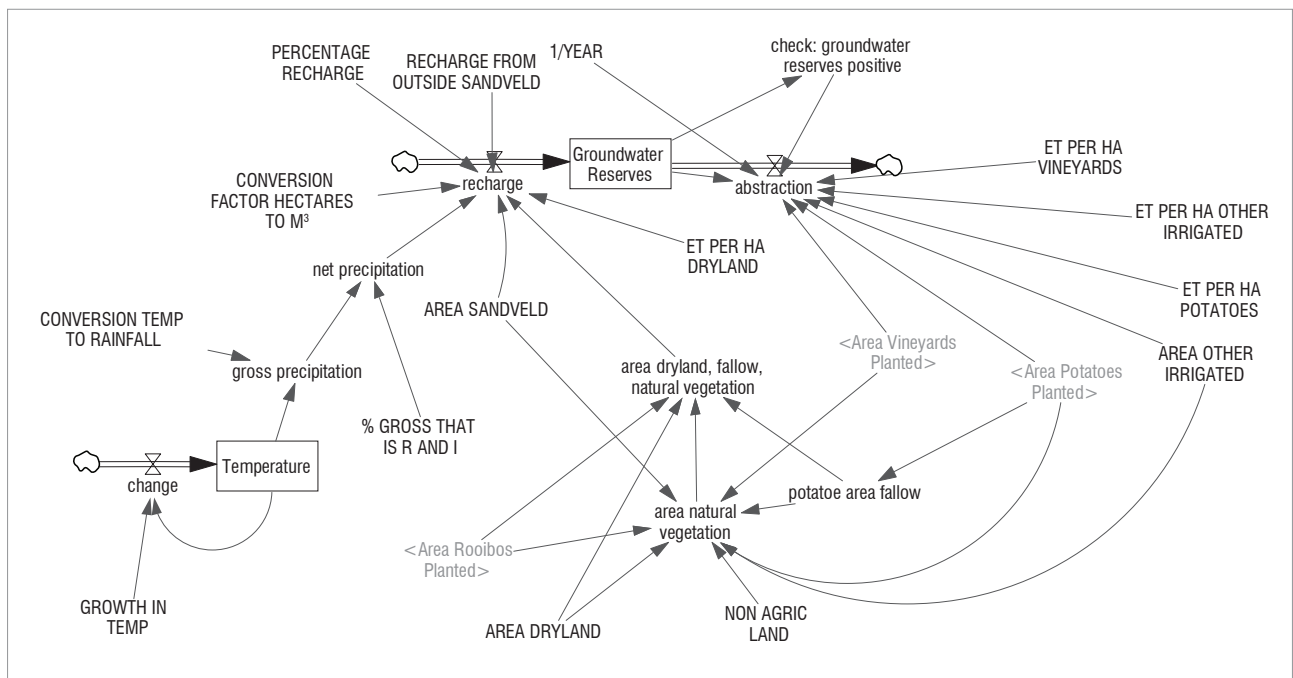 PERCENTAGE
RECHARGE
RECHARGE FROM
OUTSIDE SANDVELD
1/YEAR
check: groundwater
reserves positive
Groundwater
Reserves
ET PER HA
VINEYARDS
recharge
abstraction
CONVERSION
FACTOR HECTARES
TO M³
ET PER HA OTHER
IRRIGATED
ET PER HA
DRYLAND
net precipitation
ET PER HA
POTATOES
AREA SANDVELD
CONVERSION TEMP
TO RAINFALL
gross precipitation
area dryland, fallow,
natural vegetation
<Area Vineyards
Planted>
<Area Potatoes
Planted>
AREA OTHER
IRRIGATED
% GROSS THAT
IS R AND I
Temperature
change
potatoe area fallow
area natural
vegetation
<Area Rooibos
Planted>
GROWTH IN
TEMP
AREA DRYLAND
NON AGRIC
LAND